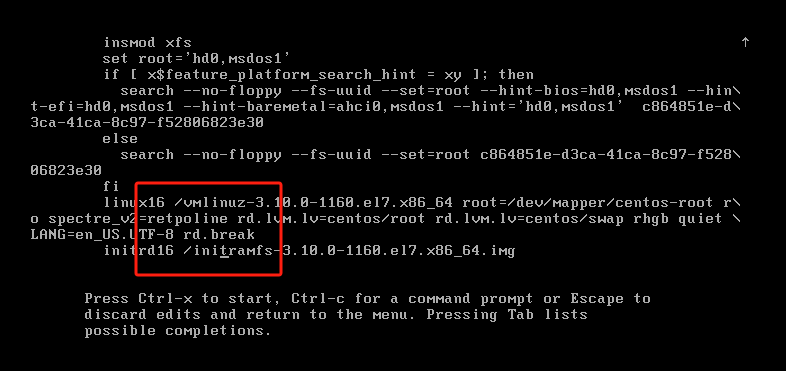 insmod xfs
set root='hd0,msdos1'
if [ x$feature_platform_search_hint = xy ]; then
search --no-floppy --fs-uuid --set=root --hint-bios=hd0,msdos1 --hin\
t-efi=hd0,msdos1 --hint-baremetal=ahci0,msdos1 --hint='hd0,msdos1'  c864851e-d\
3ca-41ca-8c97-f52806823e30
else
search --no-floppy --fs-uuid --set=root c864851e-d3ca-41ca-8c97-f528\
06823e30
fi
linux16 /vmlinuz-3.10.0-1160.el7.x86_64 root=/dev/mapper/centos-root r\
o spectre_v2=retpoline rd.lvm.lv=centos/root rd.lvm.lv=centos/swap rhgb quiet \
LANG=en_US.UTF-8 rd.break
initrd16 /initramfs-3.10.0-1160.el7.x86_64.img
Press Ctrl-x to start, Ctrl-c for a command prompt or Escape to
discard edits and return to the menu. Pressing Tab lists
possible completions.